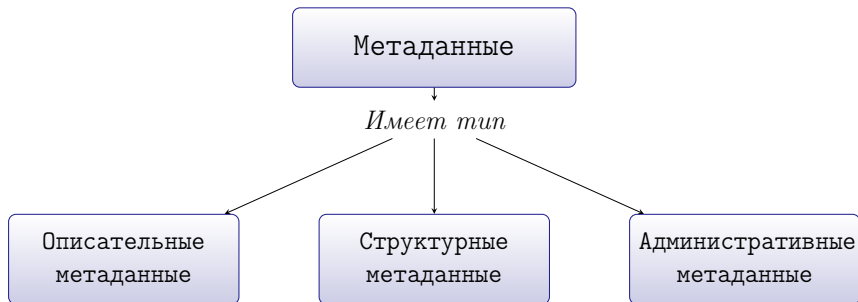 Метаданные
Имеет тип
Описательные
метаданные
Структурные
метаданные
Административные
метаданные